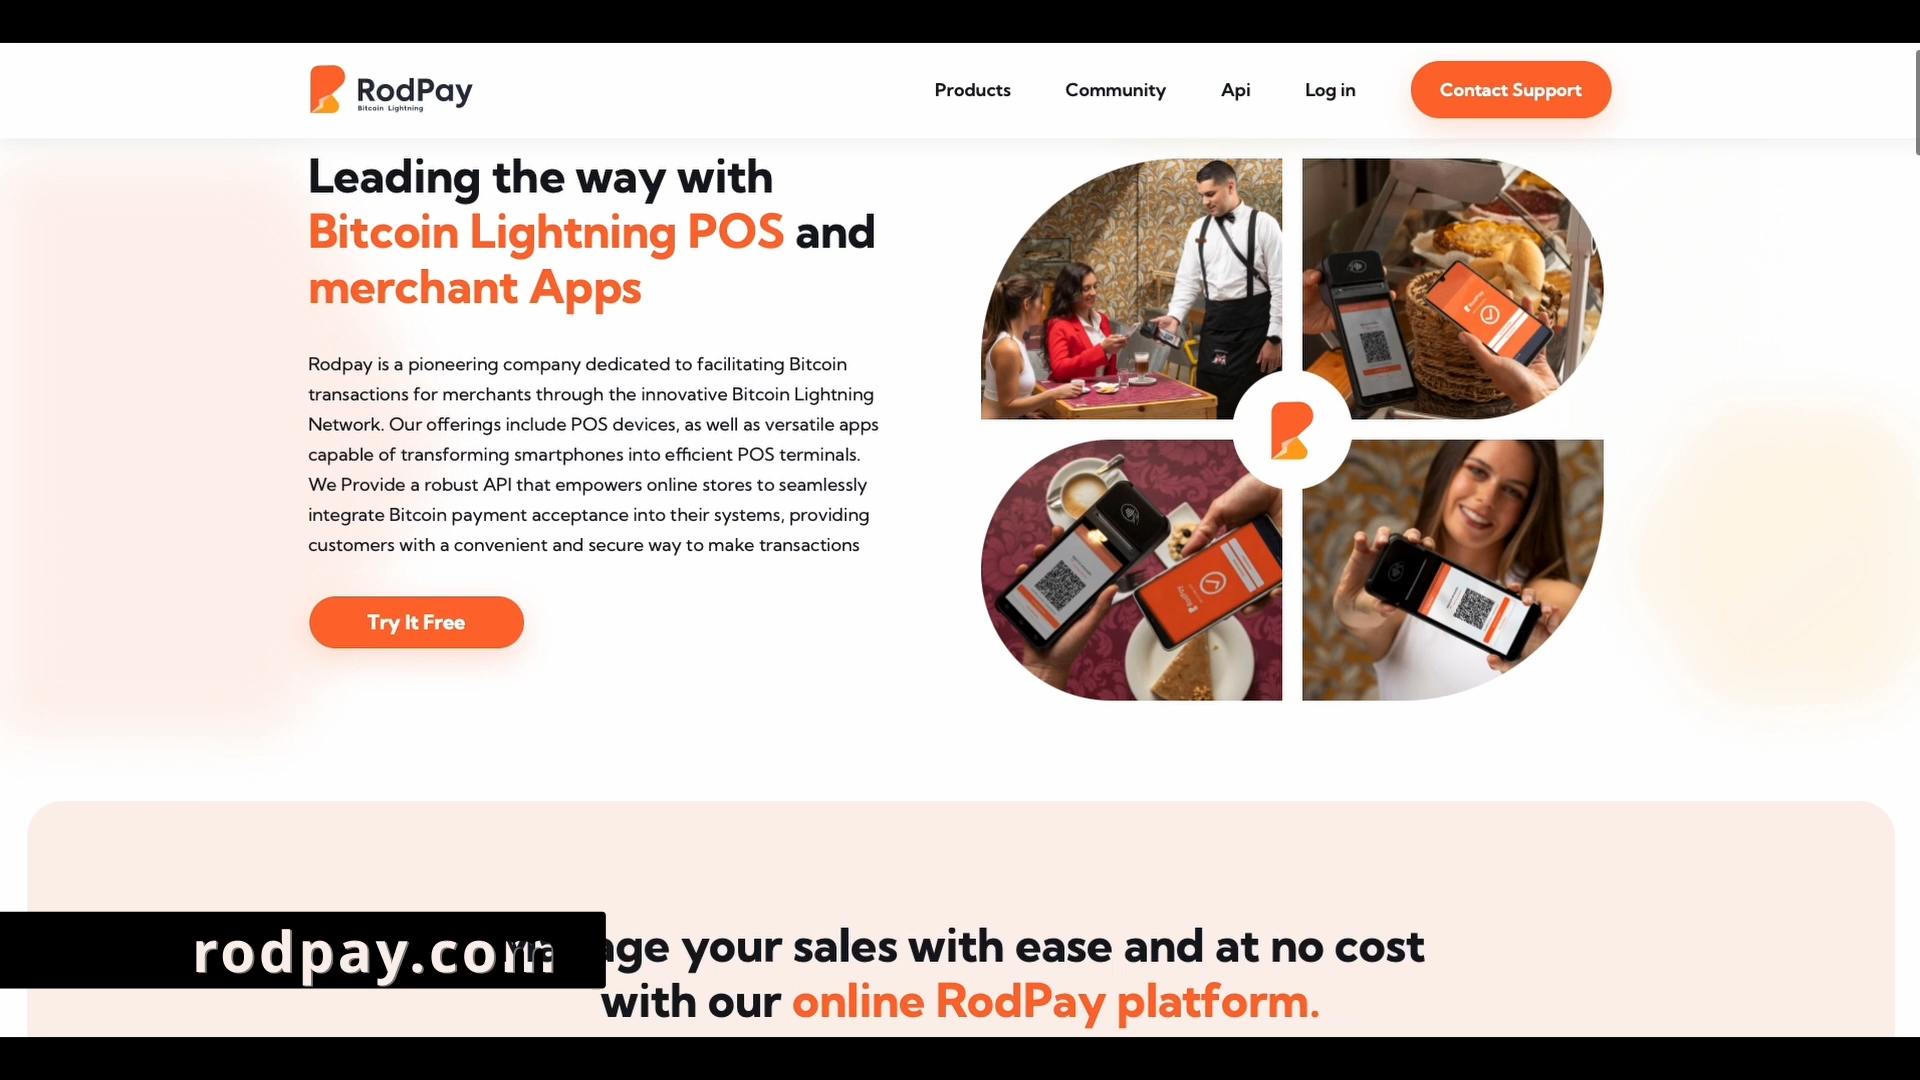 RodPay
Bitcoin Lightning
Products
Community
Api
Log in
Contact Support
Leading the way with
Bitcoin Lightning POS and
merchant Apps
Rodpay is a pioneering company dedicated to facilitating Bitcoin
transactions for merchants through the innovative Bitcoin Lightning
Network. Our offerings include POS devices, as well as versatile apps
capable of transforming smartphones into efficient POS terminals.
We Provide a robust API that empowers online stores to seamlessly
integrate Bitcoin payment acceptance into their systems, providing
customers with a convenient and secure way to make transactions
Try It Free
RodPay
RodPay
rodpay.com
your sales with ease and at no cost
with our online RodPay platform.